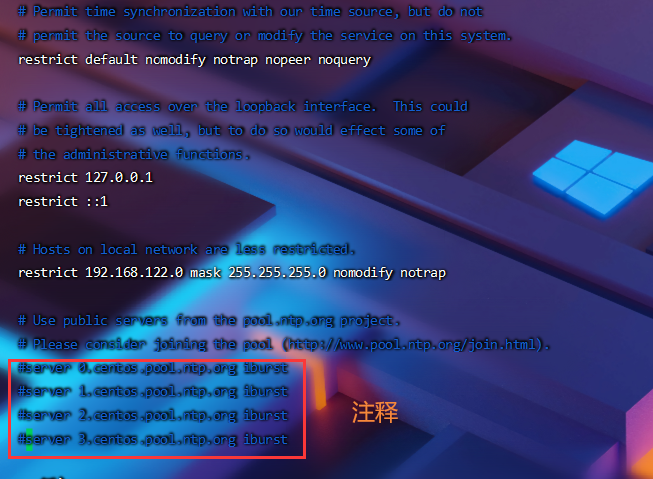 # Permit time synchronization with our time source, but do not
# permit the source to query or modify the service on this system.
restrict default nomodify notrap nopeer noquery
# Permit all access over the loopback interface.  This could
# be tightened as well, but to do so would effect some of
# the administrative functions.
restrict 127.0.0.1
restrict ::1
# Hosts on local network are less restricted.
restrict 192.168.122.0 mask 255.255.255.0 nomodify notrap
# Use public servers from the pool.ntp.org project.
# Please consider joining the pool (http://www.pool.ntp.org/join.html).
#server 0.centos.pool.ntp.org iburst
#server 1.centos.pool.ntp.org iburst
#server 2.centos.pool.ntp.org iburst
#server 3.centos.pool.ntp.org iburst
注释